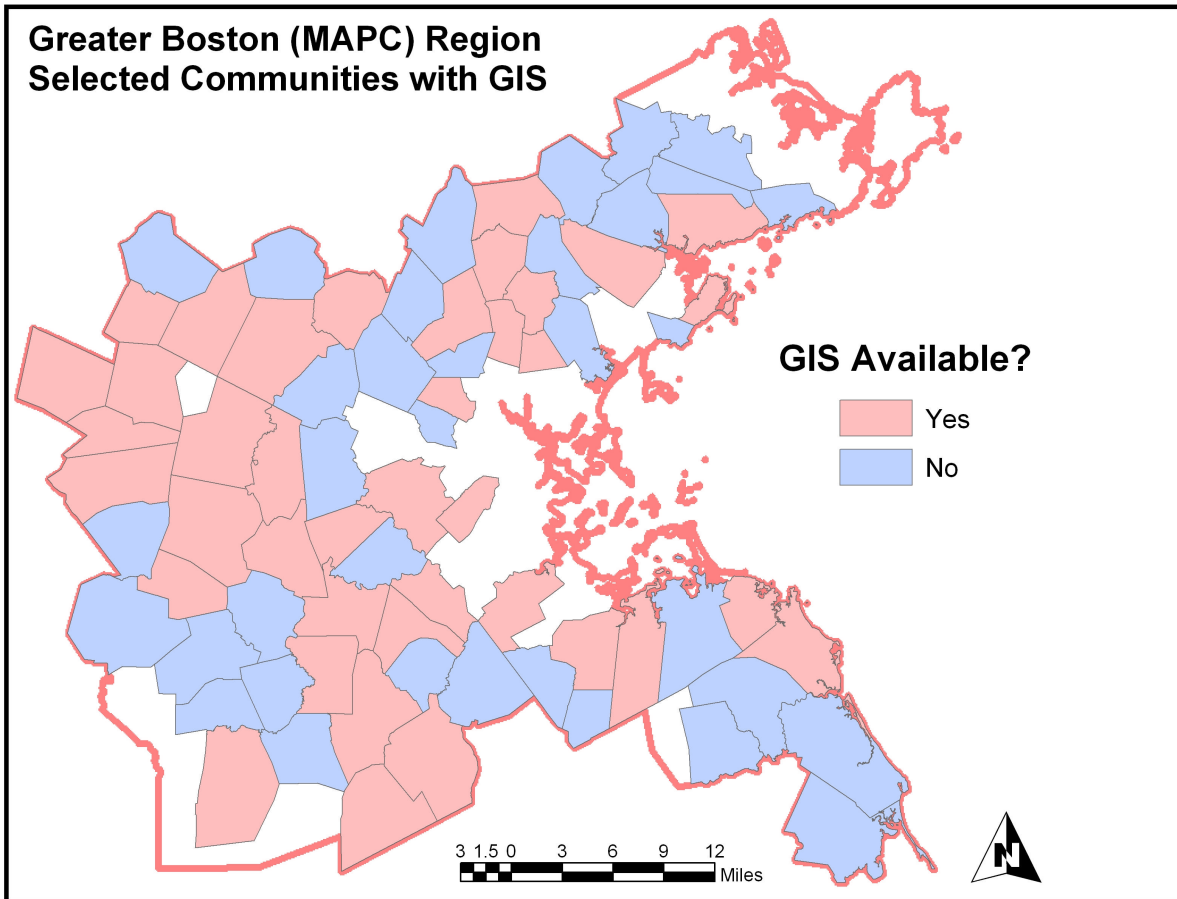 Greater Boston (MAPC) Region
Selected Communities with GIS
GIS Available?
Yes
No
3 1.5 0 3 6 9 12
Miles
N